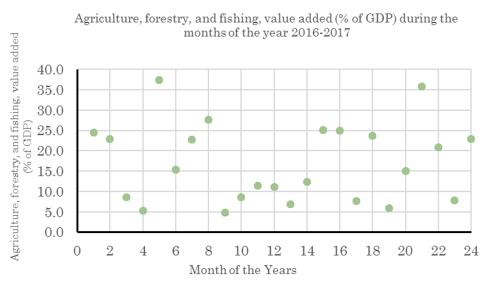 Agriculture, forestry, and fishing, value added (% of GDP) during the
months of the year 2016-2017
Agriculture, forestry, and fishing, value added
(% of GDP)
40.0
35.0
30.0
25.0
20.0
15.0
10.0
5.0
0.0
0 2 4 6 8 10 12 14 16 18 20 22 24
Month of the Years